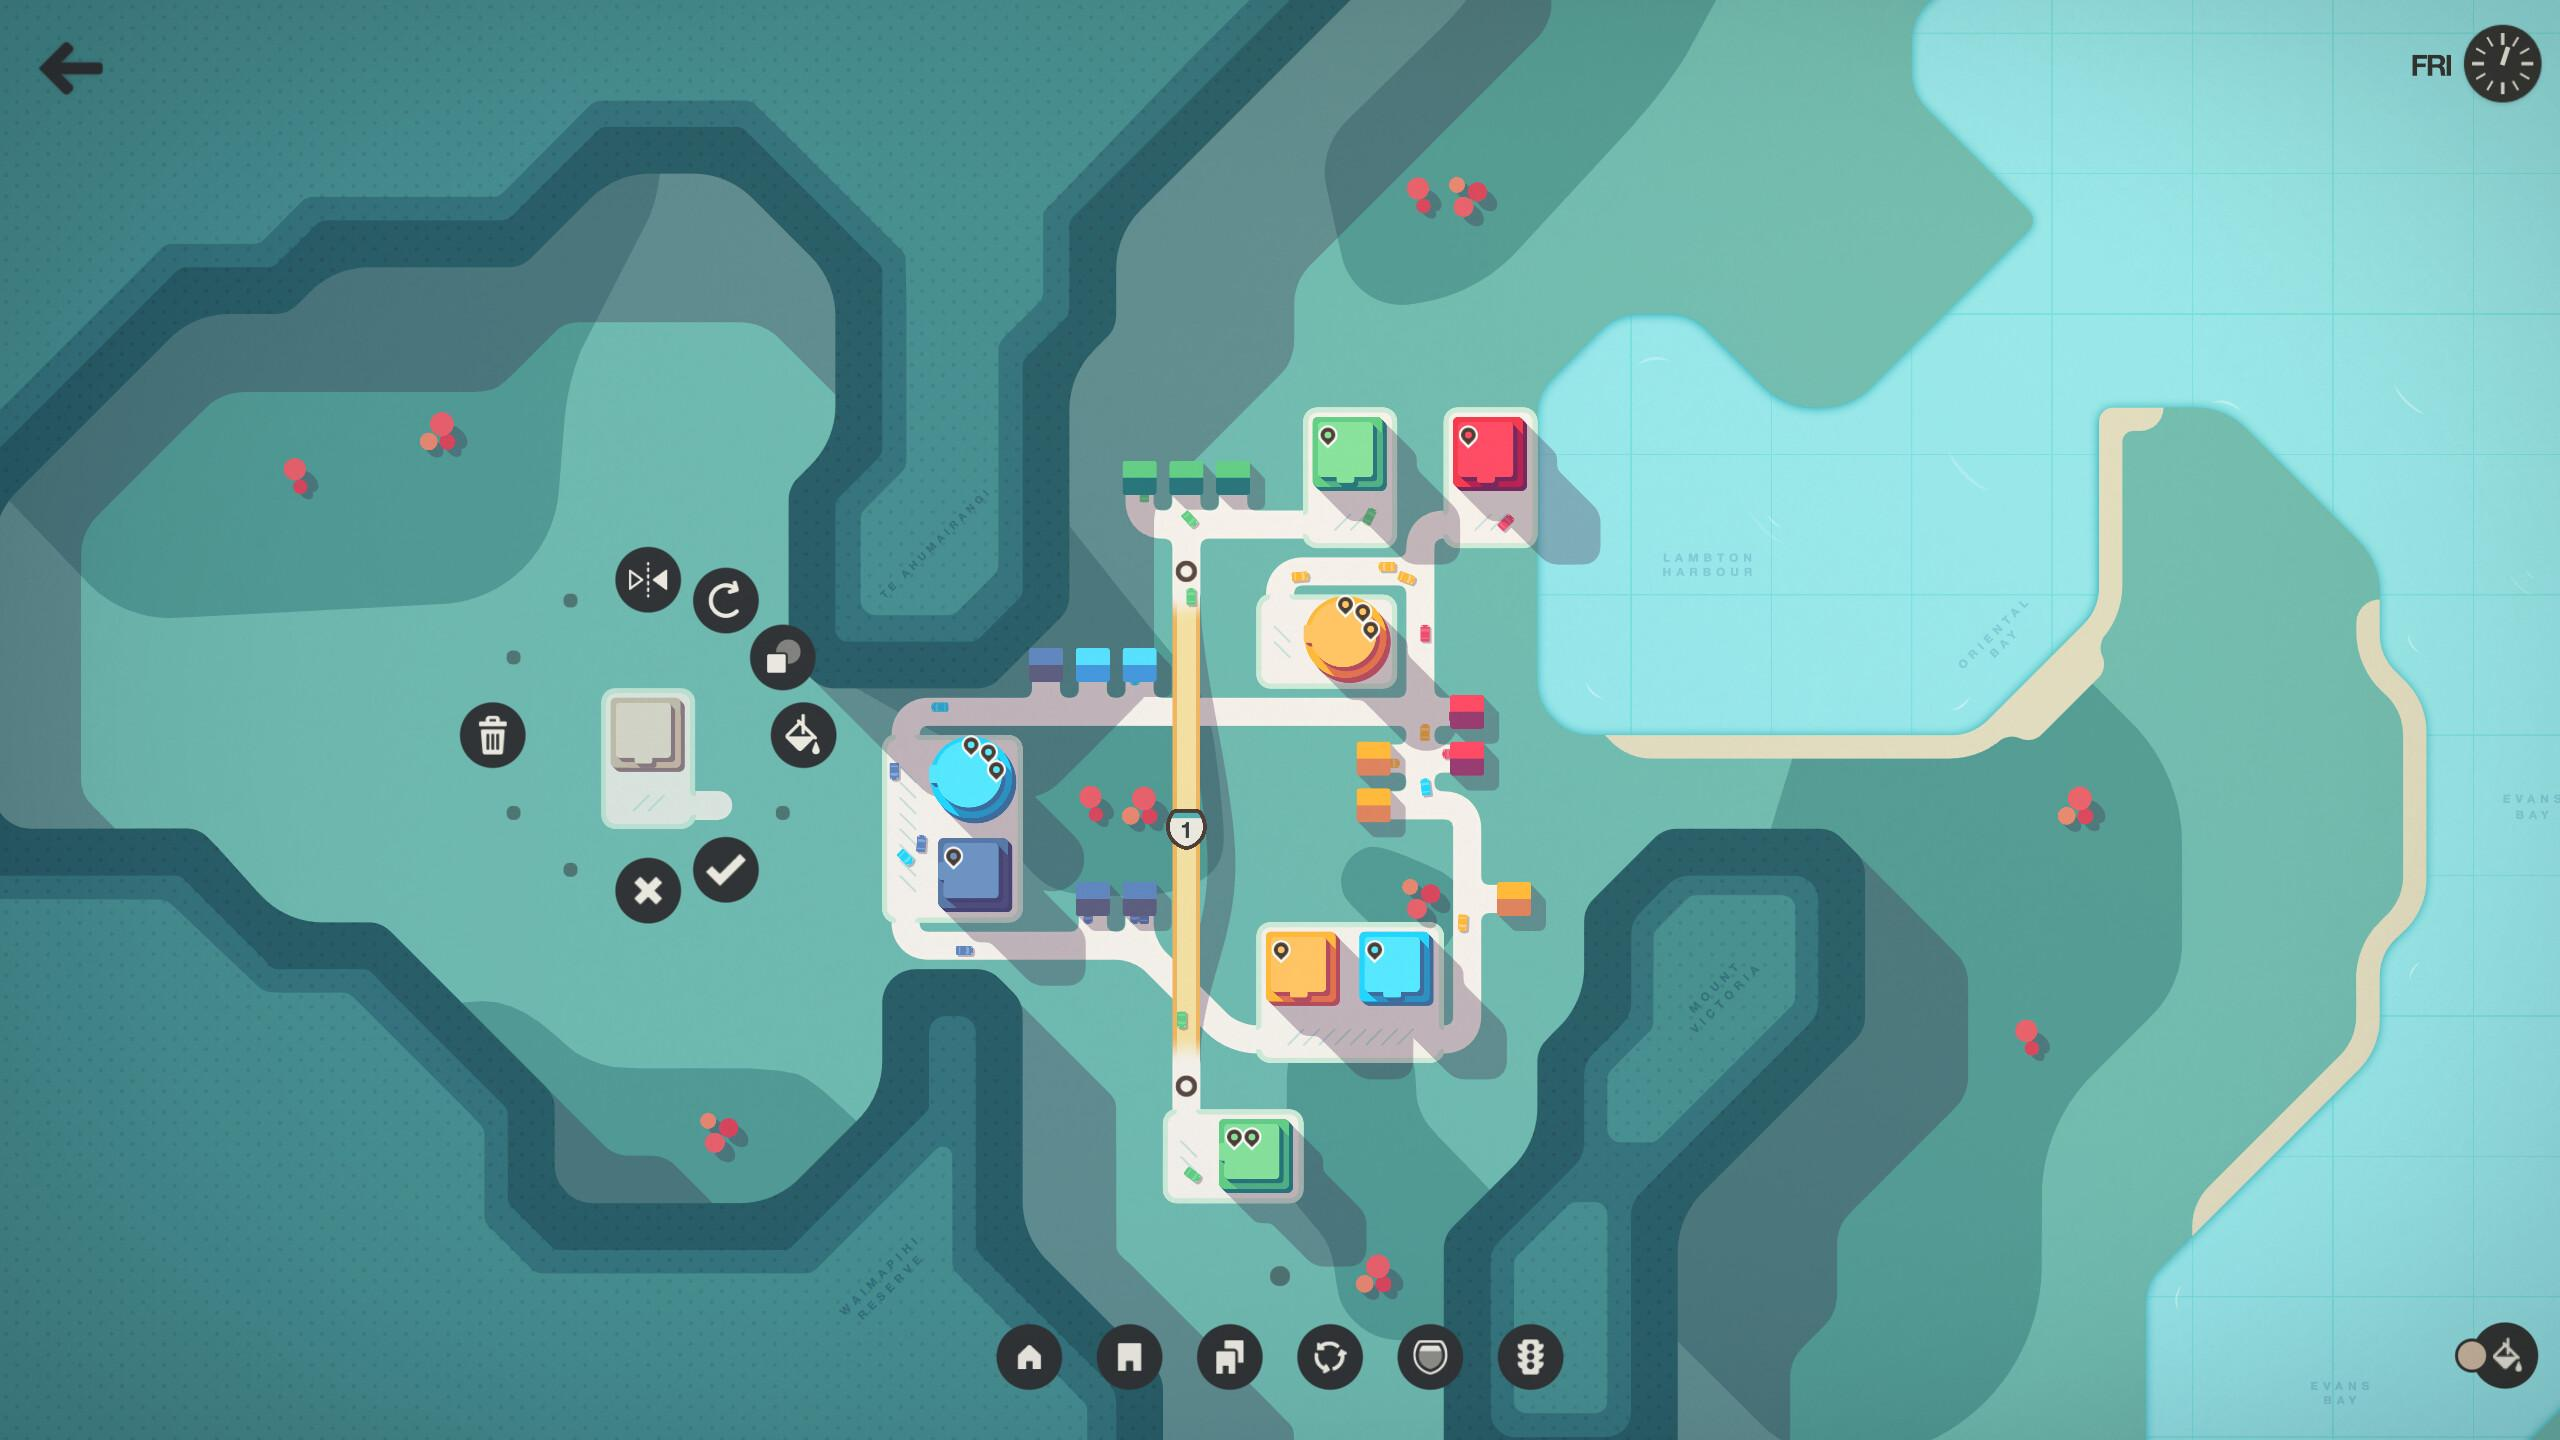 FRI
TE AHUMAIRANGI
LAMBTON
HARBOUR
ORIENTAL
BAY
EVANS
BAY
1
MOUNT
VICTORIA
WAIMAPIHI
RESERVE
EVANS
BAY